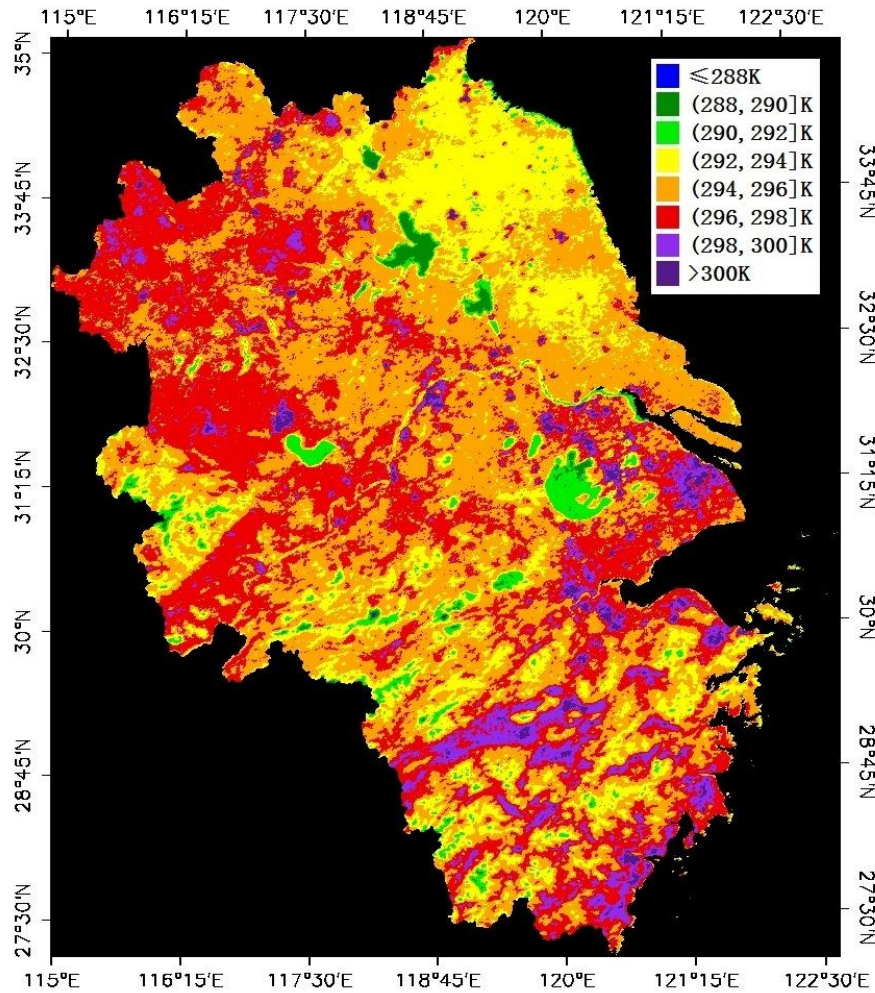 115°E 116°15'E 117°30'E 118°45'E 120°E 121°15'E 122°30'E
35°N
33°45'N
32°30'N
31°15'N
30°N
28°45'N
27°30'N
≤288K
(288, 290]K
(290, 292]K
(292, 294]K
(294, 296]K
(296, 298]K
(298, 300]K
>300K
33°45'N
32°30'N
31°15'N
30°N
28°45'N
27°30'N
115°E 116°15'E 117°30'E 118°45'E 120°E 121°15'E 122°30'E